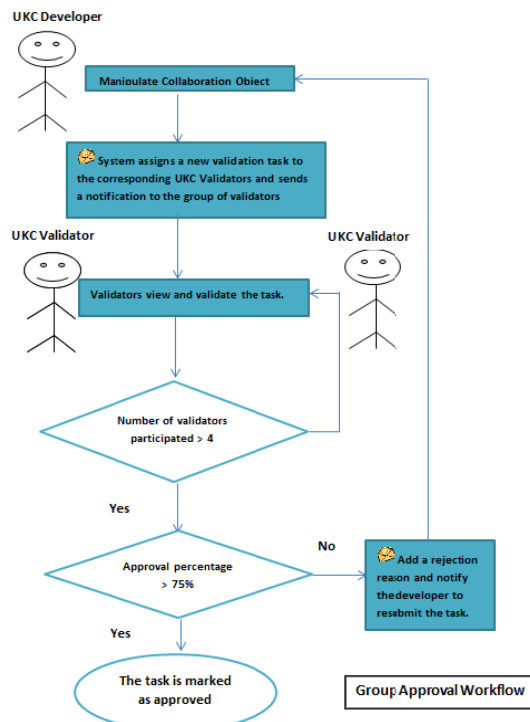 UKC Developer
Manipulate Collaboration Object
System assigns a new validation task to
the corresponding UKC Validators and sends
a notification to the group of validators
UKC Validator
UKC Validator
Validators view and validate the task.
Number of validators
participated > 4
Yes
No
Approval percentage
> 75%
Add a rejection
reason and notify
thedeveloper to
resubmit the task.
Yes
The task is marked
as approved
Group Approval Workflow